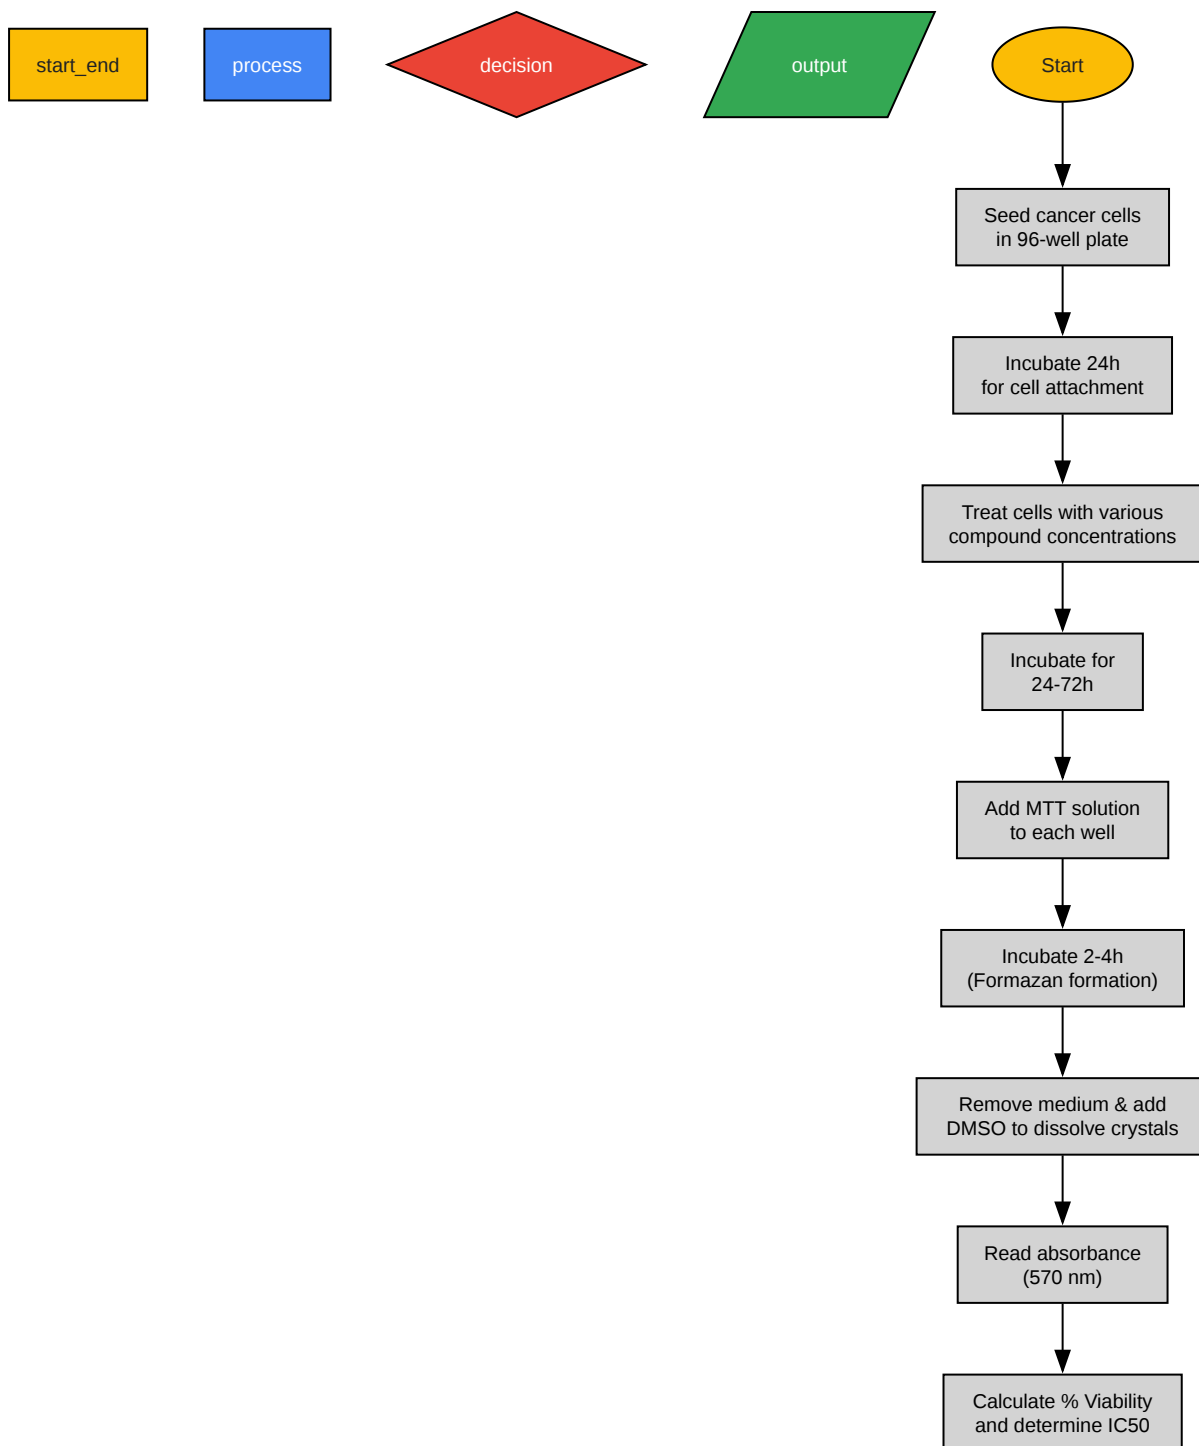 start_end
process
decision
output
Start
Seed cancer cells
in 96-well plate
Incubate 24h
for cell attachment
Treat cells with various
compound concentrations
Incubate for
24-72h
Add MTT solution
to each well
Incubate 2-4h
(Formazan formation)
Remove medium & add
DMSO to dissolve crystals
Read absorbance
(570 nm)
Calculate % Viability
and determine IC50